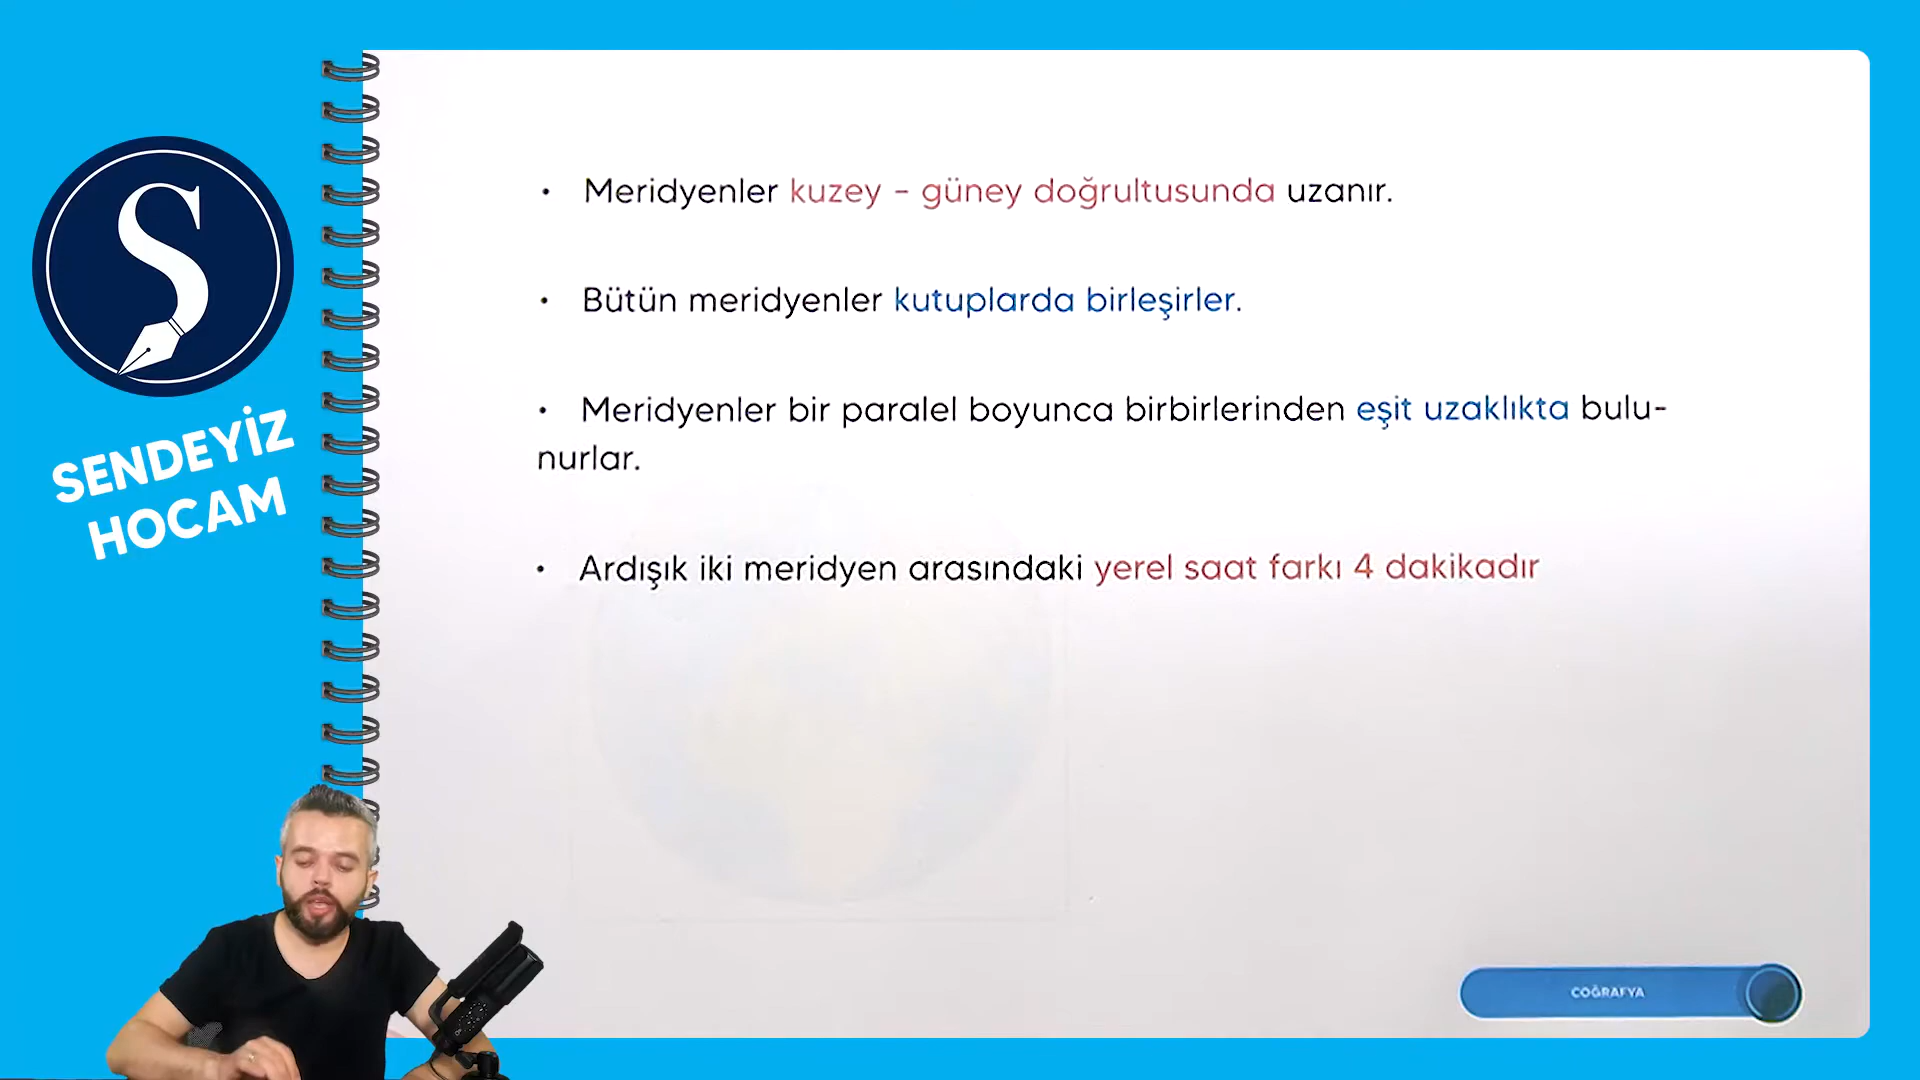 SENDEYİZ
HOCAM
• Meridyenler kuzey – güney doğrultusunda uzanır.
• Bütün meridyenler kutuplarda birleşirler.
• Meridyenler bir paralel boyunca birbirlerinden eşit uzaklıkta bulu-
nurlar.
• Ardışık iki meridyen arasındaki yerel saat farkı 4 dakikadır
COĞRAFYA